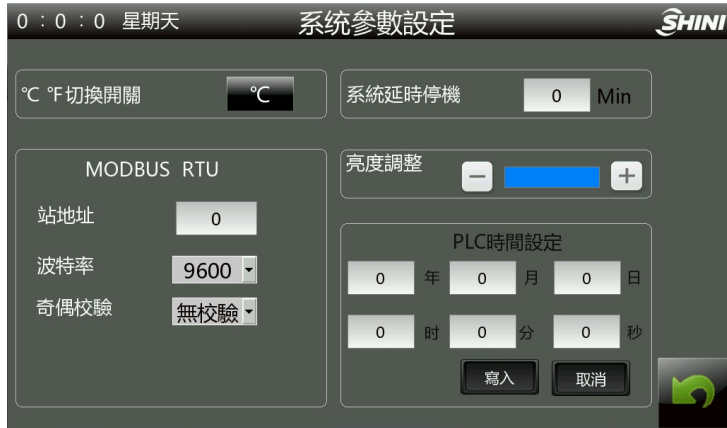 0：0：0 星期天
系统參數設定
SHINI
℃ ℉切換開關
℃
系統延時停機
0
Min
MODBUS RTU
站地址
0
波特率
9600
奇偶校驗
無校驗
亮度調整
PLC時間設定
0 年 0 月 0 日
0 时 0 分 0 秒
寫入
取消